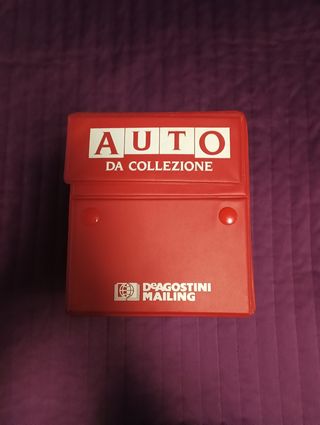 AUTO
DA COLLEZIONE
DeAGOSTINI
MAILING